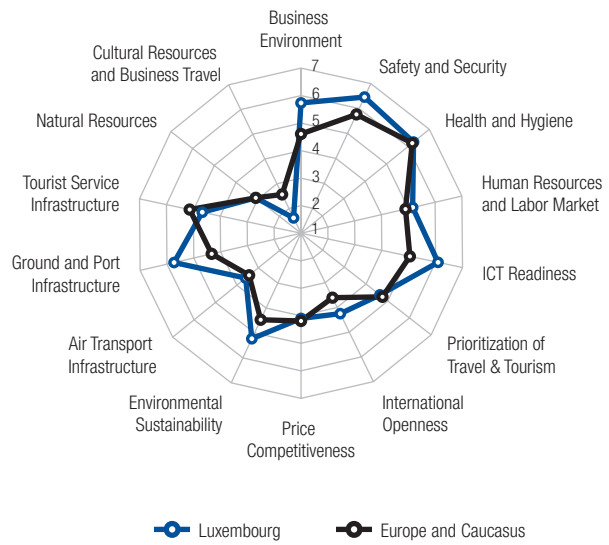 Business
Environment
Cultural Resources
and Business Travel
7
Safety and Security
6
Natural Resources
5
Health and Hygiene
4
Tourist Service
Infrastructure
3
Human Resources
and Labor Market
2
1
Ground and Port
Infrastructure
ICT Readiness
Air Transport
Infrastructure
Prioritization of
Travel & Tourism
Environmental
Sustainability
International
Openness
Price
Competitiveness
Luxembourg
Europe and Caucasus